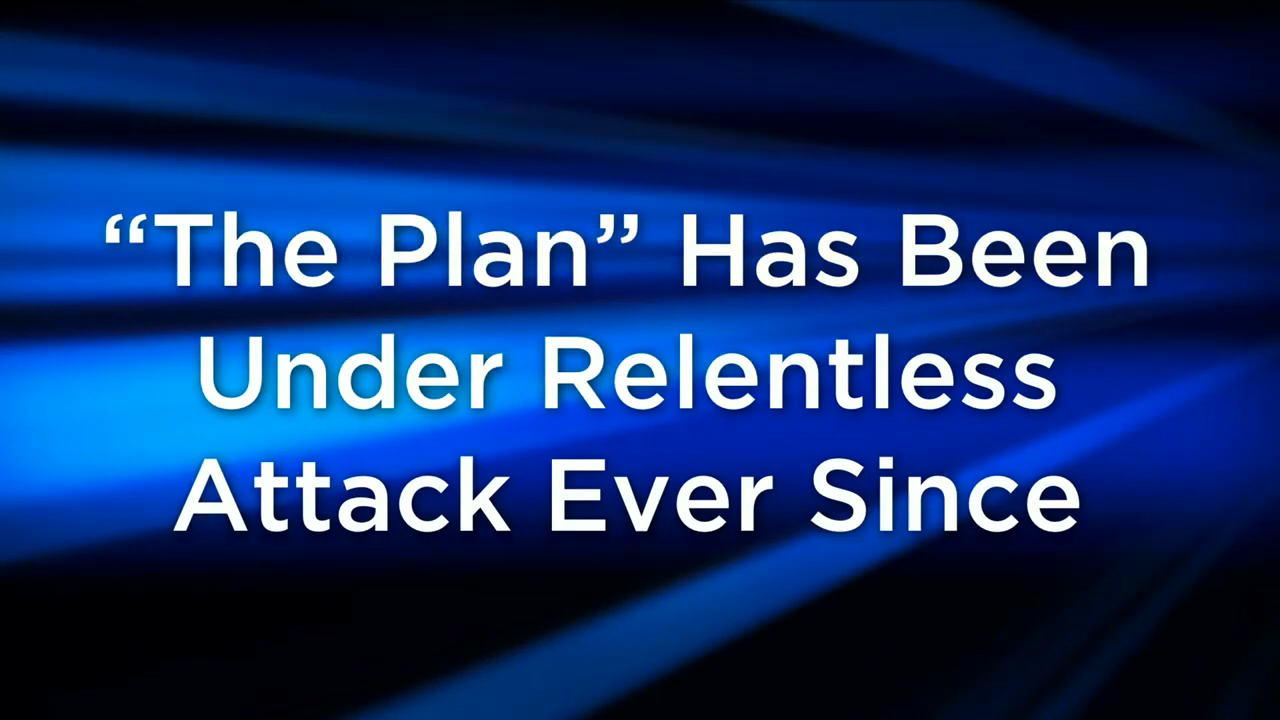 “The Plan” Has Been
Under Relentless
Attack Ever Since